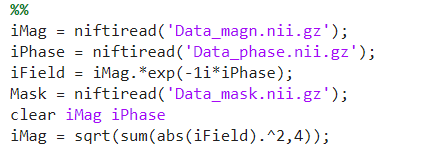 %%
iMag = niftiread('Data_magn.nii.gz');
iPhase = niftiread('Data_phase.nii.gz');
iField = iMag.*exp(-1i*iPhase);
Mask = niftiread('Data_mask.nii.gz');
clear iMag iPhase
iMag = sqrt(sum(abs(iField).^2,4));